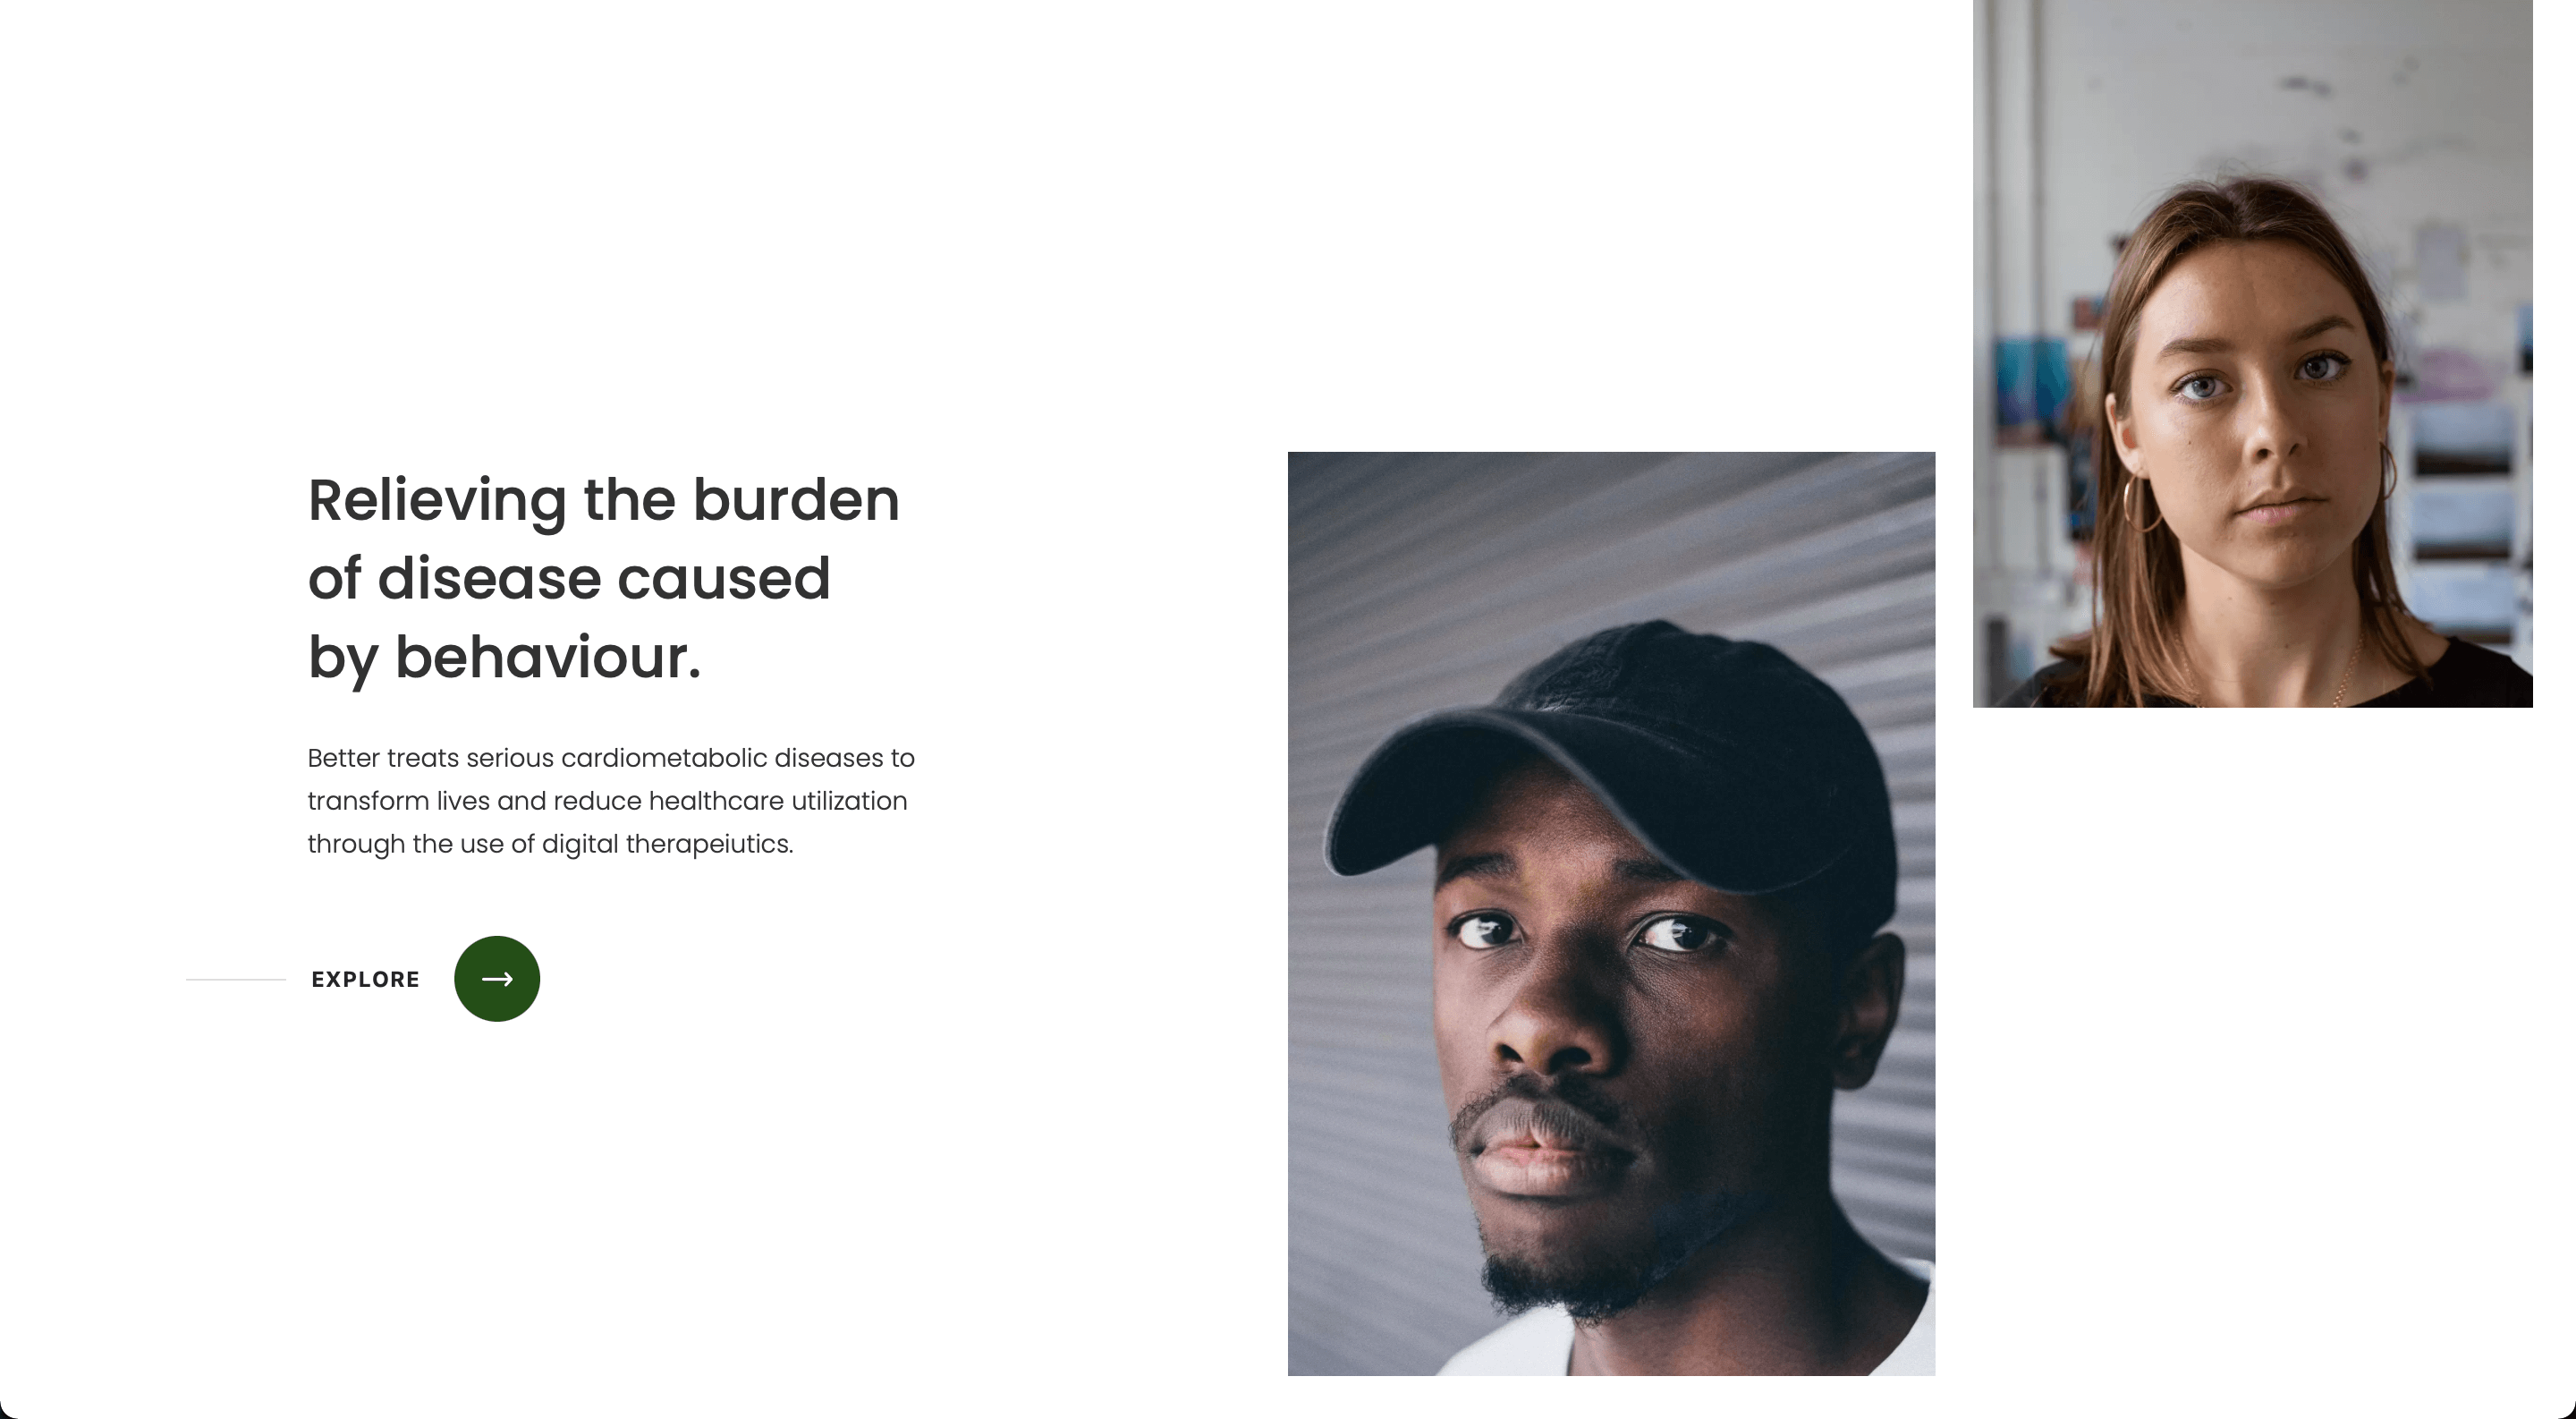 Relieving the burden
of disease caused
by behaviour.
Better treats serious cardiometabolic diseases to
transform lives and reduce healthcare utilization
through the use of digital therapeiutics.
EXPLORE